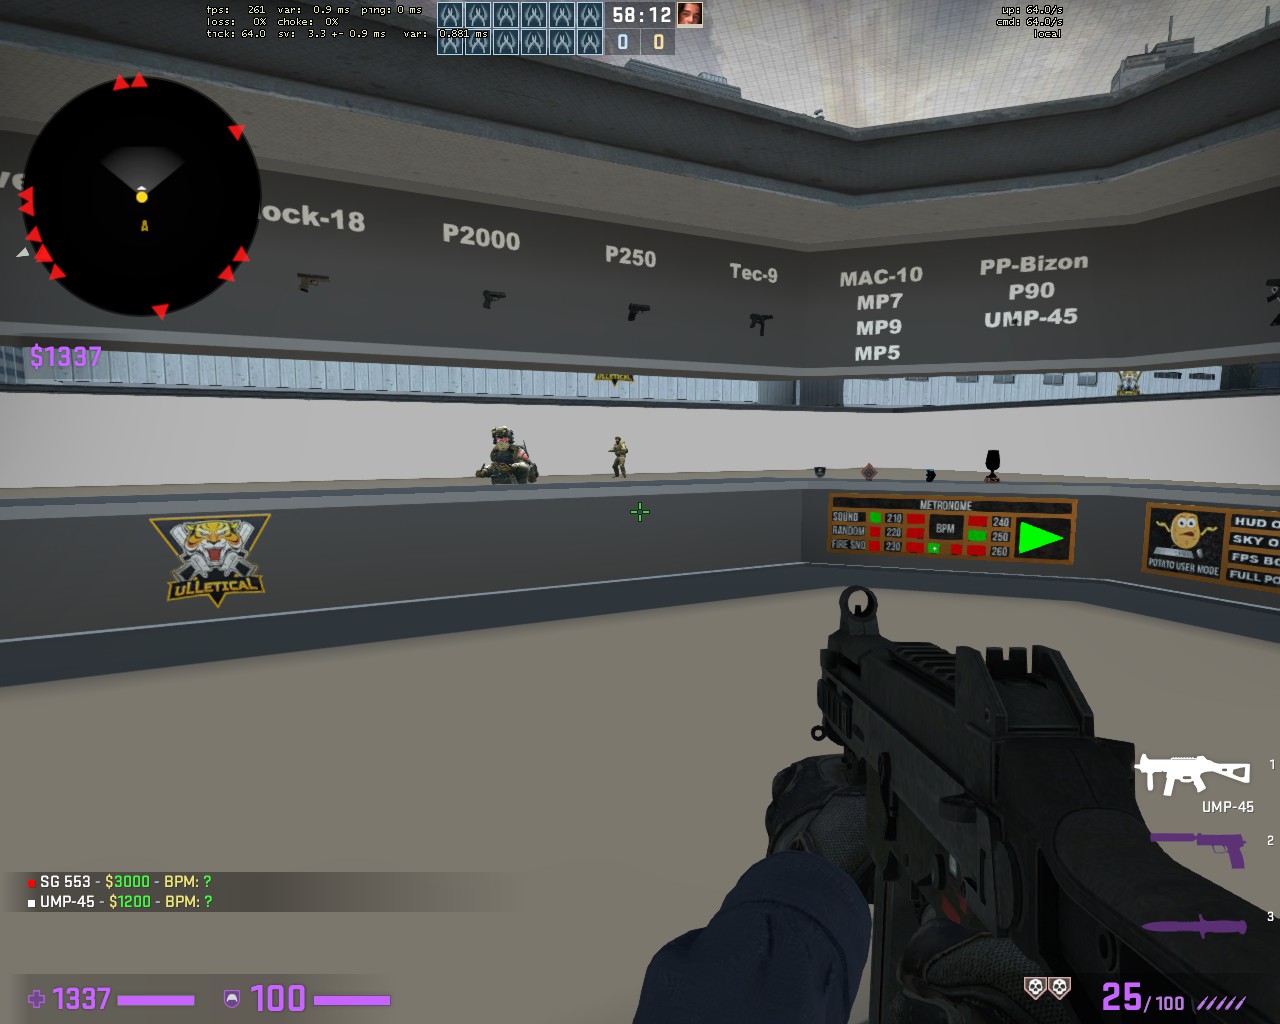 fps: 261 var: 0.9 ms ping: 0 ms
loss: 0% choke: 0%
tick: 64.0 sv: 3.3 +- 0.9 ms var: 0.881 ms
58:12
0 0
up: 64.0/s
cmd: 64.0/s
local
A
$1337
ock-18
P2000
P250
Tec-9
MAC-10
MP7
MP9
MP5
PP-Bizon
P90
UMP-45
ULLETICAL
METRONOME
SOUND 210 240
RANDOM 220 BPM 250
FIRE SND 230 260
POTATO USER MODE
HUD O
SKY O
FPS BO
FULL PO
1
UMP-45
2
3
SG 553 - $3000 - BPM: ?
UMP-45 - $1200 - BPM: ?
1337 100
25/100